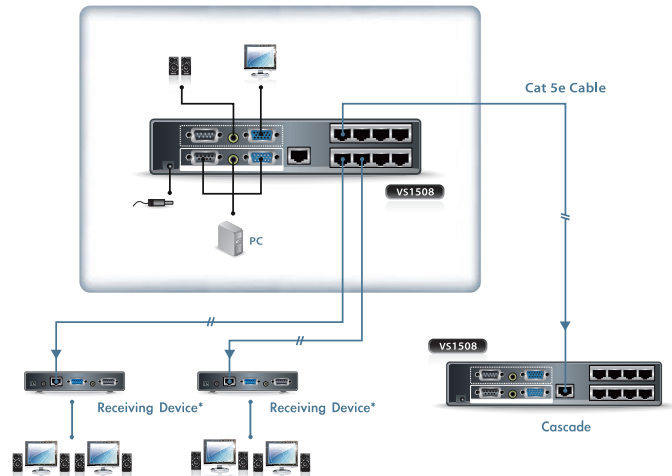 Cat 5e Cable
VS1508
PC
VS1508
Receiving Device*
Receiving Device*
Cascade